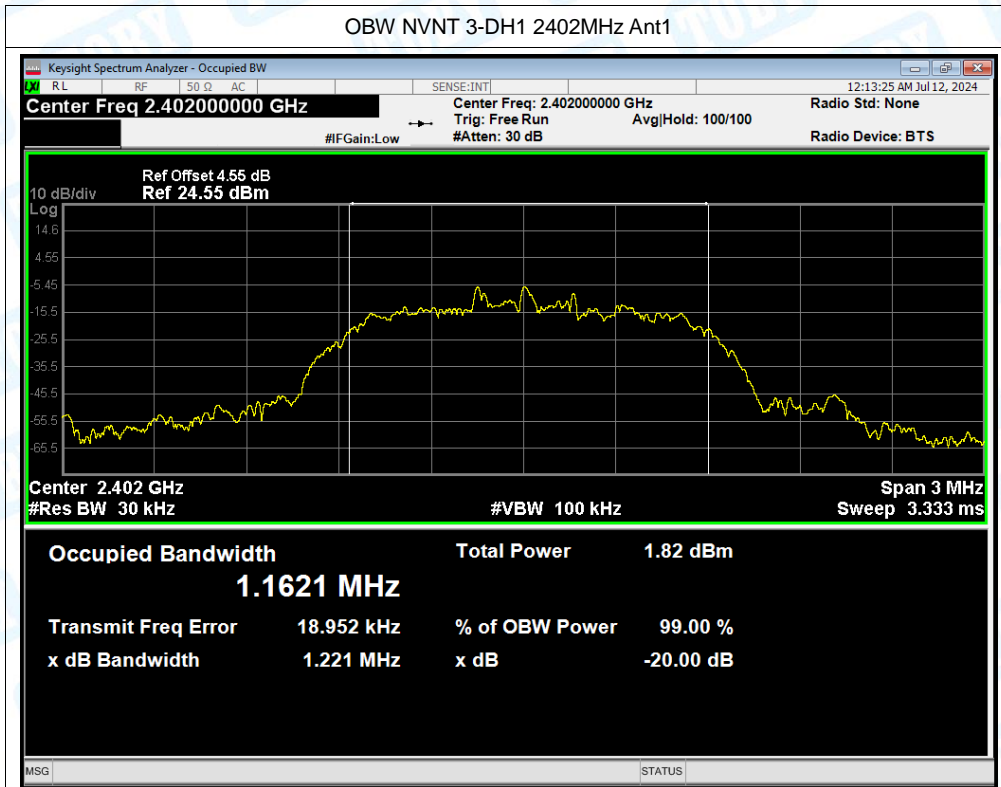 OBW NVNT 3-DH1 2402MHz Ant1
Keysight Spectrum Analyzer - Occupied BW
LXI RL RF 50 Ω AC SENSE:INT 12:13:25 AM Jul 12, 2024
Center Freq 2.402000000 GHz Center Freq: 2.402000000 GHz Radio Std: None
Trig: Free Run Avg|Hold: 100/100
#IFGain:Low #Atten: 30 dB Radio Device: BTS
Ref Offset 4.55 dB
10 dB/div Ref 24.55 dBm
Log
14.6
4.55
-5.45
-15.5
-25.5
-35.5
-45.5
-55.5
-65.5
Center 2.402 GHz Span 3 MHz
#Res BW 30 kHz #VBW 100 kHz Sweep 3.333 ms
Occupied Bandwidth Total Power 1.82 dBm
1.1621 MHz
Transmit Freq Error 18.952 kHz % of OBW Power 99.00 %
x dB Bandwidth 1.221 MHz x dB -20.00 dB
MSG STATUS